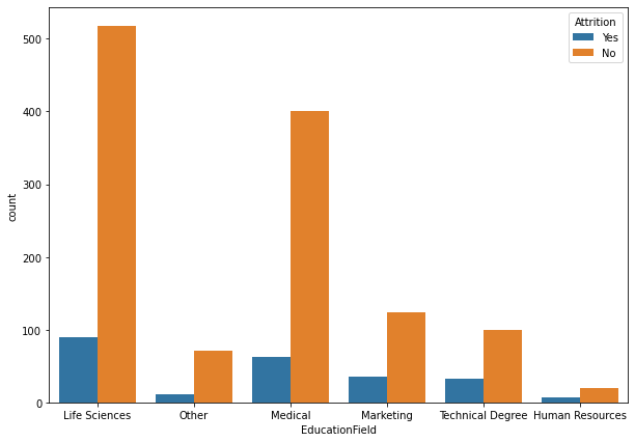 500
400
300
200
100
0
count
Attrition
Yes
No
Life Sciences
Other
Medical
Marketing
Technical Degree
Human Resources
EducationField